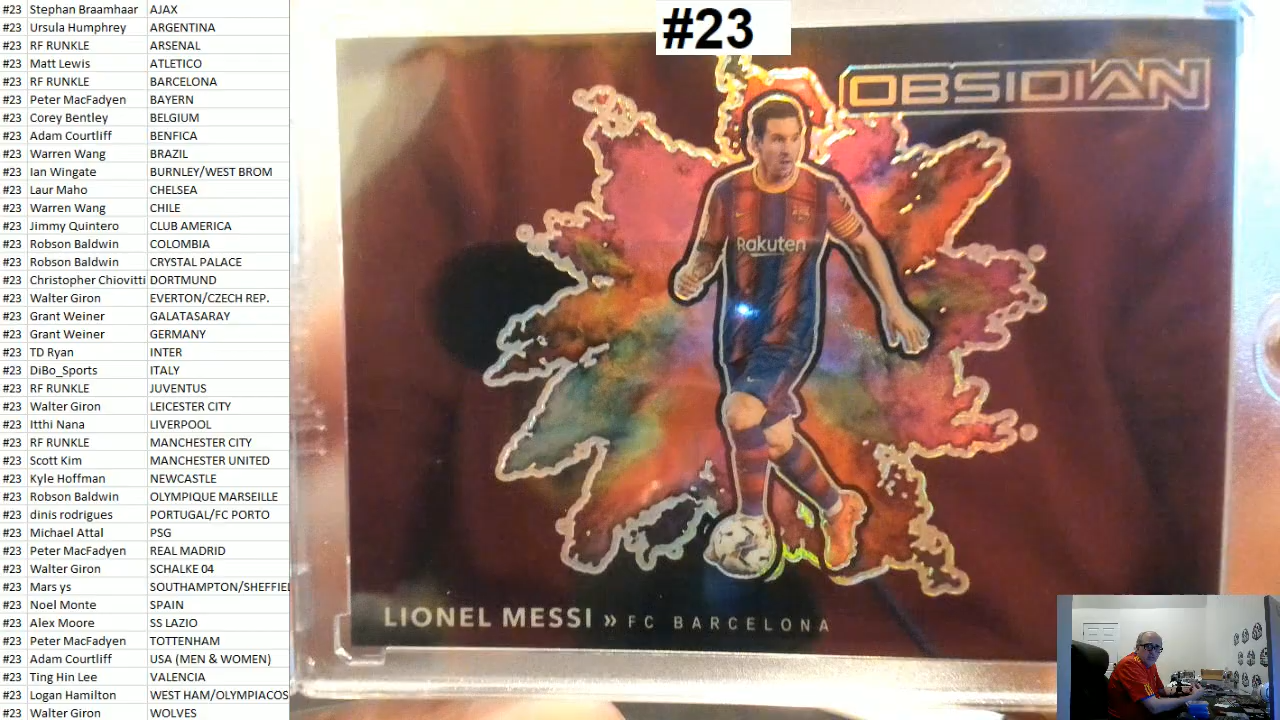 #23 Stephan Braamhaar AJAX
#23 Ursula Humphrey ARGENTINA
#23 RF RUNKLE ARSENAL
#23 Matt Lewis ATLETICO
#23 RF RUNKLE BARCELONA
#23 Peter MacFadyen BAYERN
#23 Corey Bentley BELGIUM
#23 Adam Courtliff BENFICA
#23 Warren Wang BRAZIL
#23 Ian Wingate BURNLEY/WEST BROM
#23 Laur Maho CHELSEA
#23 Warren Wang CHILE
#23 Jimmy Quintero CLUB AMERICA
#23 Robson Baldwin COLOMBIA
#23 Robson Baldwin CRYSTAL PALACE
#23 Christopher Chiovitti DORTMUND
#23 Walter Giron EVERTON/CZECH REP.
#23 Grant Weiner GALATASARAY
#23 Grant Weiner GERMANY
#23 TD Ryan INTER
#23 DiBo_Sports ITALY
#23 RF RUNKLE JUVENTUS
#23 Walter Giron LEICESTER CITY
#23 Itthi Nana LIVERPOOL
#23 RF RUNKLE MANCHESTER CITY
#23 Scott Kim MANCHESTER UNITED
#23 Kyle Hoffman NEWCASTLE
#23 Robson Baldwin OLYMPIQUE MARSEILLE
#23 dinis rodrigues PORTUGAL/FC PORTO
#23 Michael Attal PSG
#23 Peter MacFadyen REAL MADRID
#23 Walter Giron SCHALKE 04
#23 Mars ys SOUTHAMPTON/SHEFFIEL
#23 Noel Monte SPAIN
#23 Alex Moore SS LAZIO
#23 Peter MacFadyen TOTTENHAM
#23 Adam Courtliff USA (MEN & WOMEN)
#23 Ting Hin Lee VALENCIA
#23 Logan Hamilton WEST HAM/OLYMPIACOS
#23 Walter Giron WOLVES
#23
OBSIDIAN
Rakuten
LIONEL MESSI » FC BARCELONA